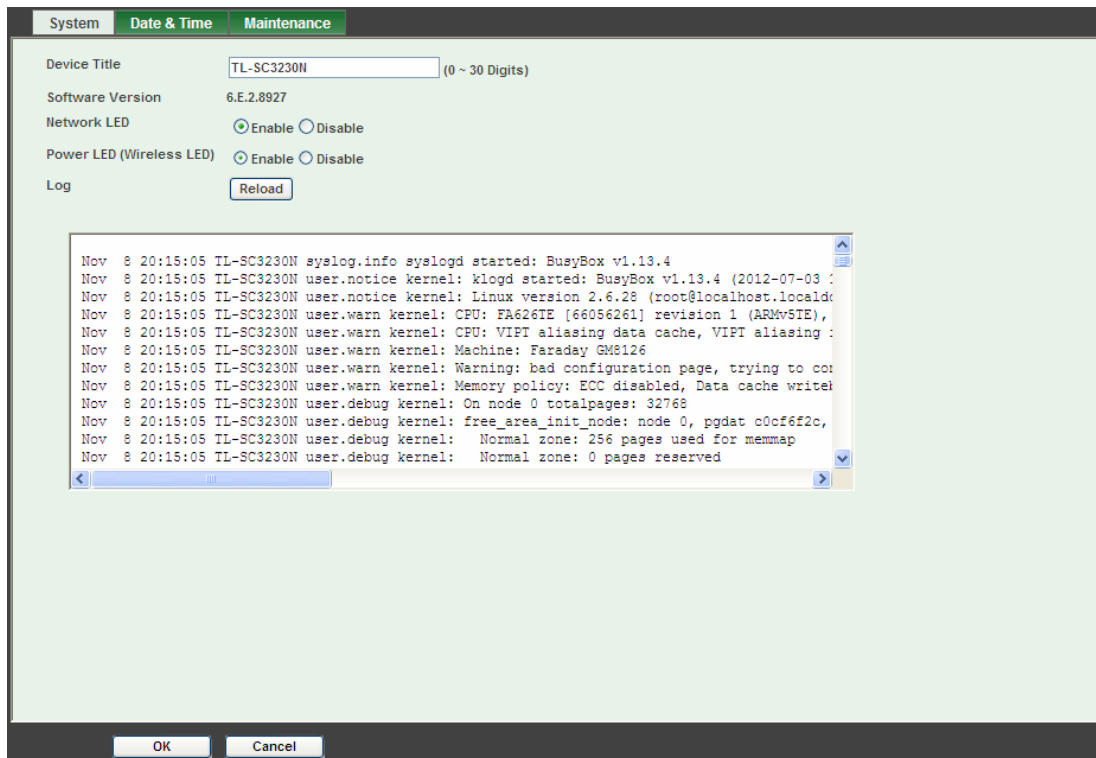 System Date & Time Maintenance
Device Title TL-SC3230N (0 ~ 30 Digits)
Software Version 6.E.2.8927
Network LED Enable Disable
Power LED (Wireless LED) Enable Disable
Log Reload
Nov 8 20:15:05 TL-SC3230N syslog.info syslogd started: BusyBox v1.13.4
Nov 8 20:15:05 TL-SC3230N user.notice kernel: klogd started: BusyBox v1.13.4 (2012-07-03
Nov 8 20:15:05 TL-SC3230N user.notice kernel: Linux version 2.6.28 (root@localhost.locald
Nov 8 20:15:05 TL-SC3230N user.warn kernel: CPU: FA626TE [66056261] revision 1 (ARMv5TE),
Nov 8 20:15:05 TL-SC3230N user.warn kernel: CPU: VIPT aliasing data cache, VIPT aliasing
Nov 8 20:15:05 TL-SC3230N user.warn kernel: Machine: Faraday GM8126
Nov 8 20:15:05 TL-SC3230N user.warn kernel: Warning: bad configuration page, trying to co
Nov 8 20:15:05 TL-SC3230N user.warn kernel: Memory policy: ECC disabled, Data cache write
Nov 8 20:15:05 TL-SC3230N user.debug kernel: On node 0 totalpages: 32768
Nov 8 20:15:05 TL-SC3230N user.debug kernel: free_area_init_node: node 0, pgdat c0cf6f2c,
Nov 8 20:15:05 TL-SC3230N user.debug kernel: Normal zone: 256 pages used for memmap
Nov 8 20:15:05 TL-SC3230N user.debug kernel: Normal zone: 0 pages reserved
OK Cancel